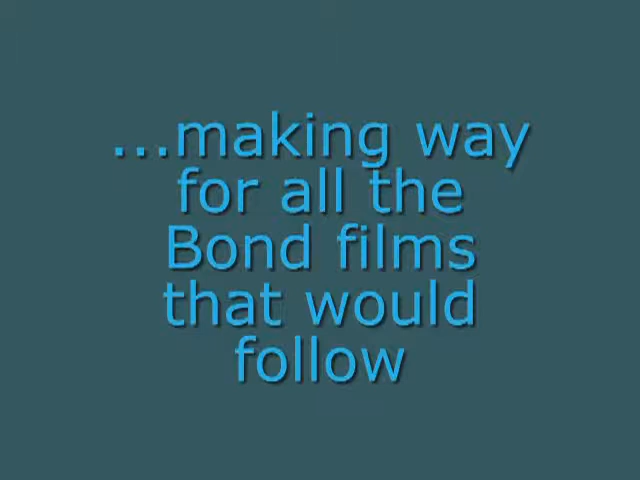 ...making way
for all the
Bond films
that would
follow